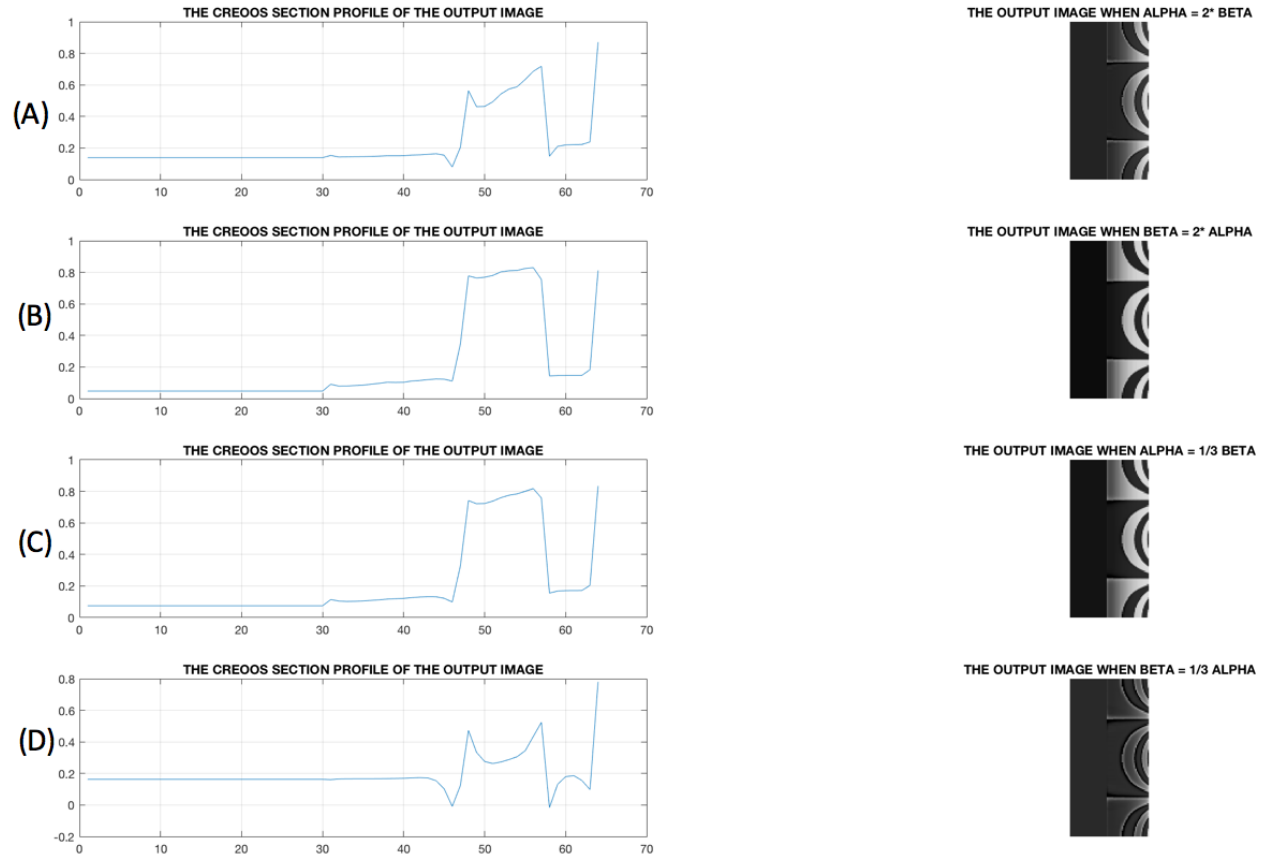 THE CREOOS SECTION PROFILE OF THE OUTPUT IMAGE
THE OUTPUT IMAGE WHEN ALPHA = 2* BETA
(A)
1
0.8
0.6
0.4
0.2
0
0 10 20 30 40 50 60 70
THE CREOOS SECTION PROFILE OF THE OUTPUT IMAGE
THE OUTPUT IMAGE WHEN BETA = 2* ALPHA
(B)
1
0.8
0.6
0.4
0.2
0
0 10 20 30 40 50 60 70
THE CREOOS SECTION PROFILE OF THE OUTPUT IMAGE
THE OUTPUT IMAGE WHEN ALPHA = 1/3 BETA
(C)
1
0.8
0.6
0.4
0.2
0
0 10 20 30 40 50 60 70
THE CREOOS SECTION PROFILE OF THE OUTPUT IMAGE
THE OUTPUT IMAGE WHEN BETA = 1/3 ALPHA
(D)
0.8
0.6
0.4
0.2
0
-0.2
0 10 20 30 40 50 60 70